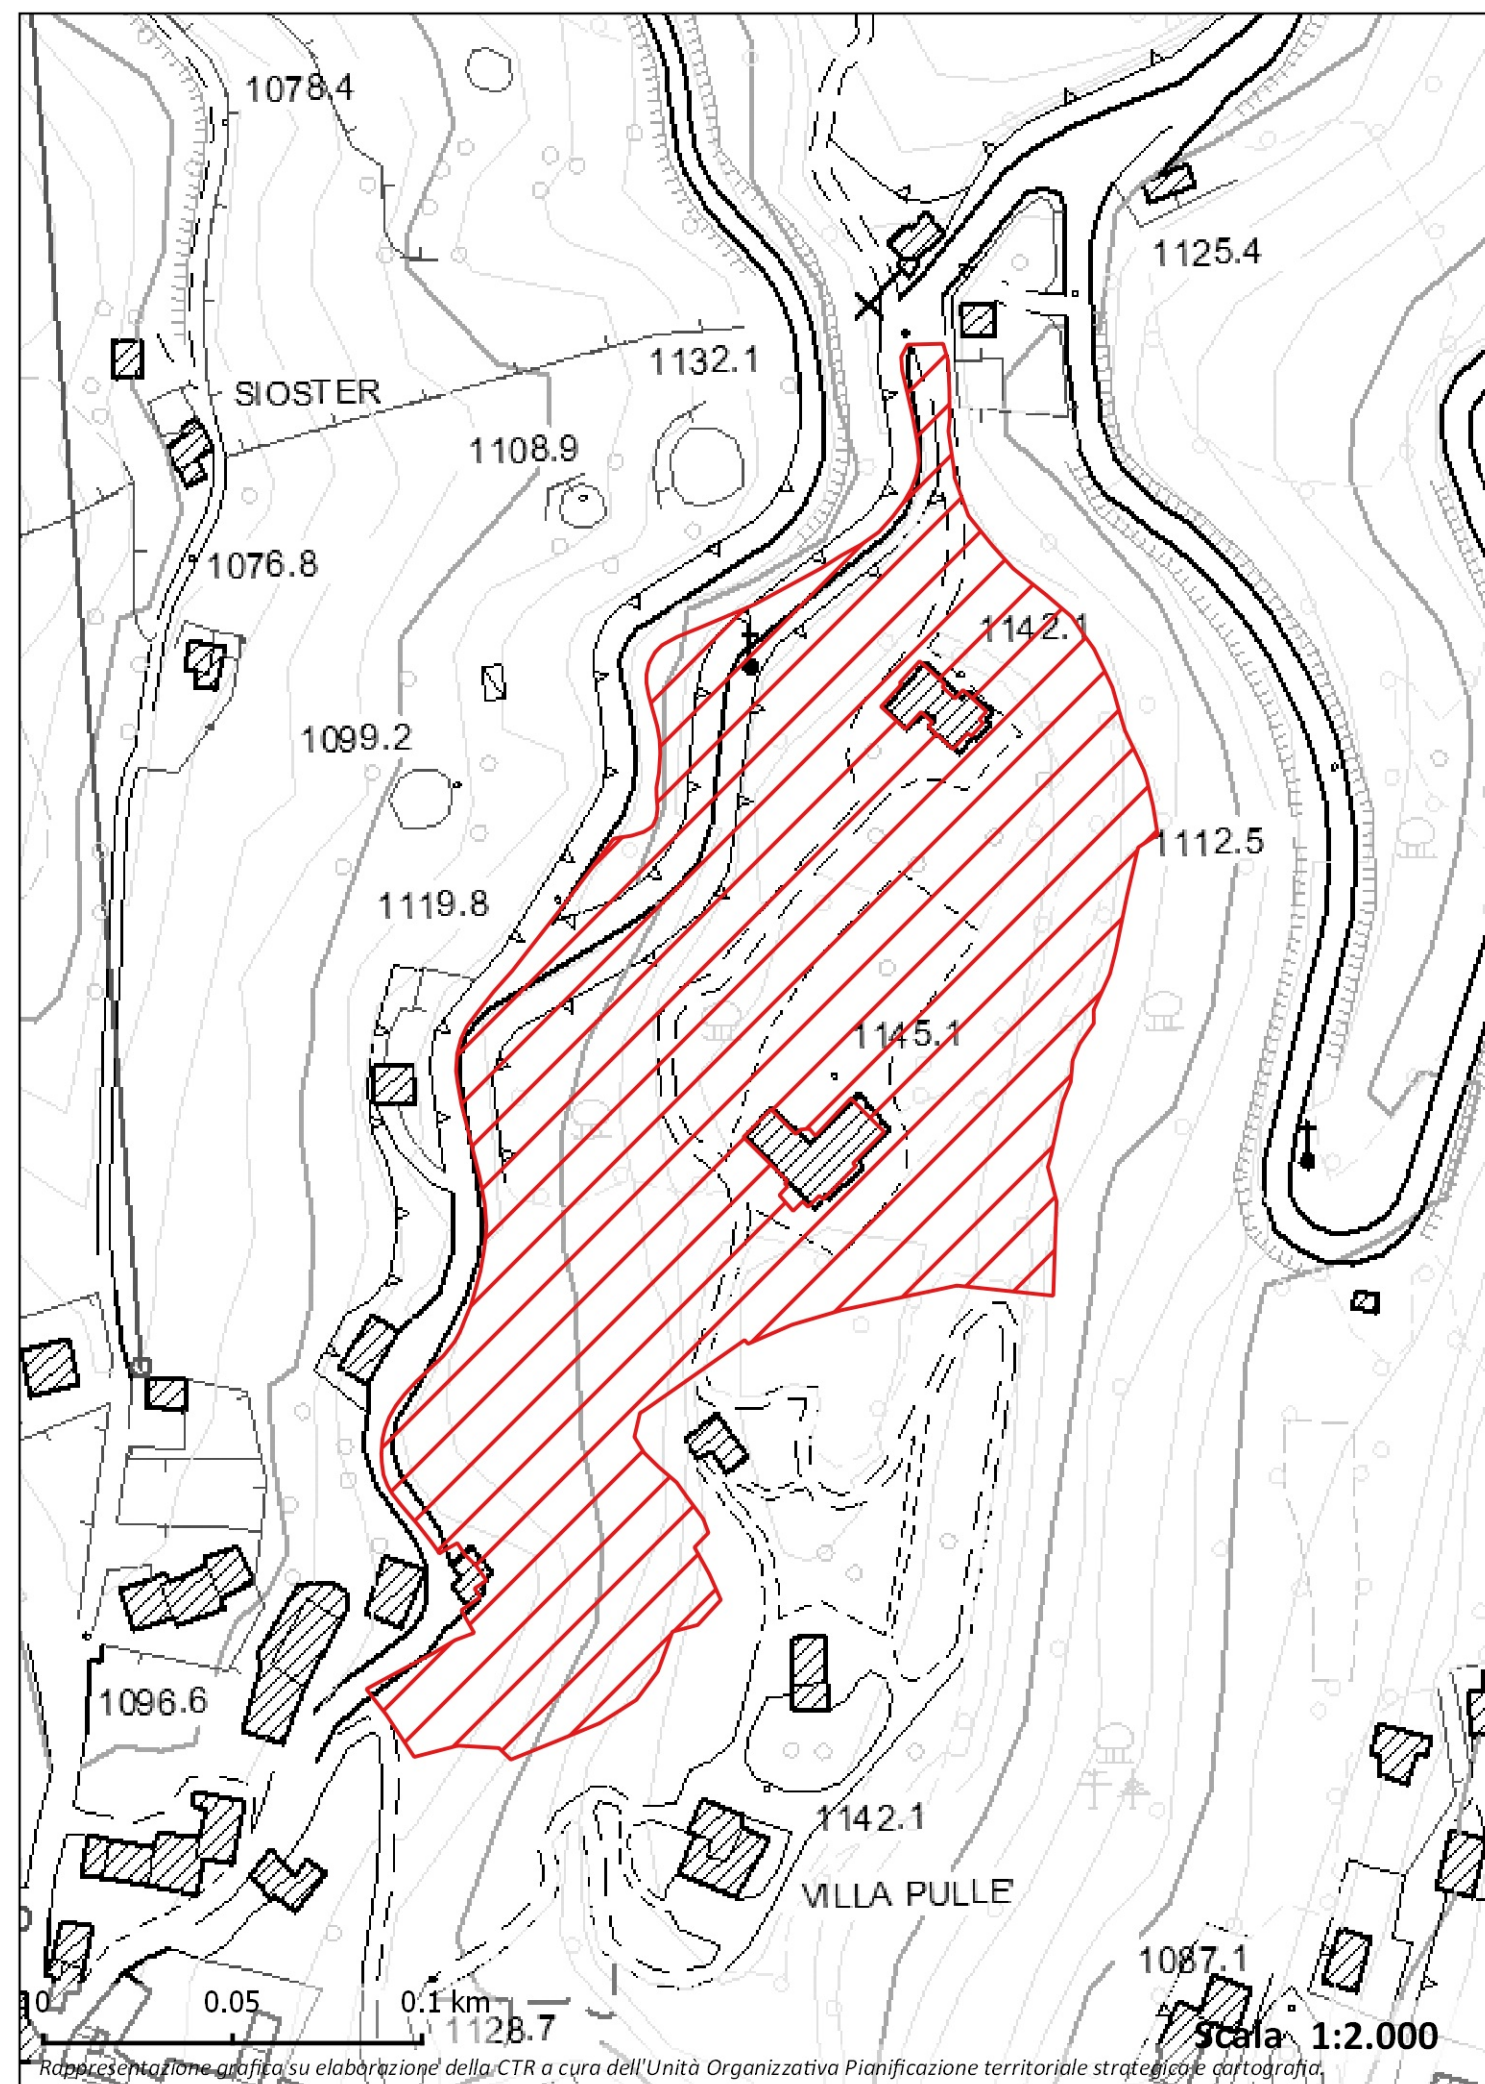 1078.4
1125.4
1132.1
SIOSTER
1108.9
1076.8
1142.1
1099.2
1112.5
1119.8
1145.1
1096.6
1142.1
VILLA PULLE'
1087.1
0 0.05 0.1 km
1128.7
Scala 1:2.000
Rappresentazione grafica su elaborazione della CTR a cura dell'Unità Organizzativa Pianificazione territoriale strategica e cartografia.